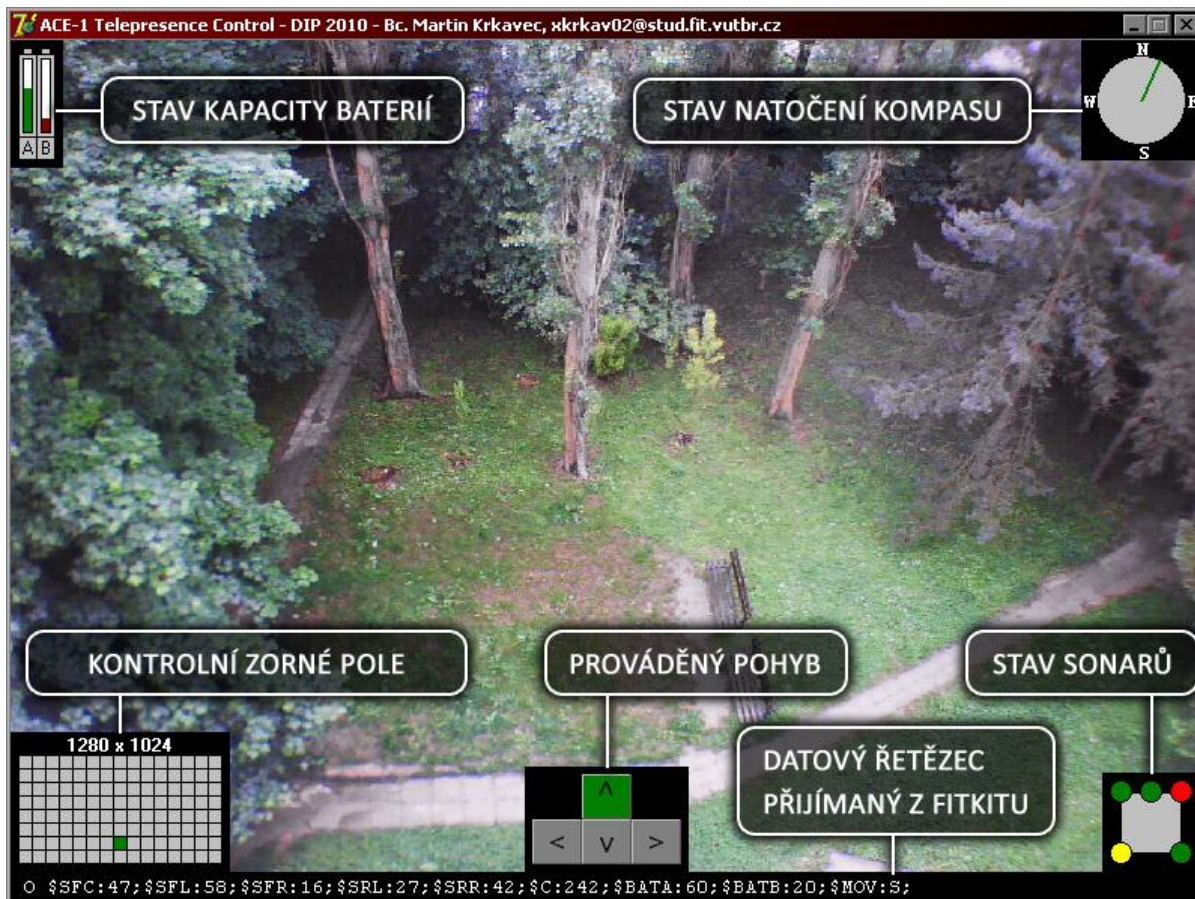 ACE-1 Telepresence Control - DIP 2010 - Bc. Martin Krkavec, xkrkav02@stud.fit.vutbr.cz
STAV KAPACITY BATERIÍ
A B
STAV NATOČENÍ KOMPASU
N
W E
S
KONTROLNÍ ZORNÉ POLE
PROVÁDĚNÝ POHYB
STAV SONARŮ
1280 x 1024
DATOVÝ ŘETĚZEC
PŘIJÍMANÝ Z FITKITU
^
< v >
O $SFC:47;$SFL:58;$SFR:16;$SRL:27;$SRR:42;$C:242;$BATA:60;$BATB:20;$MOV:S;